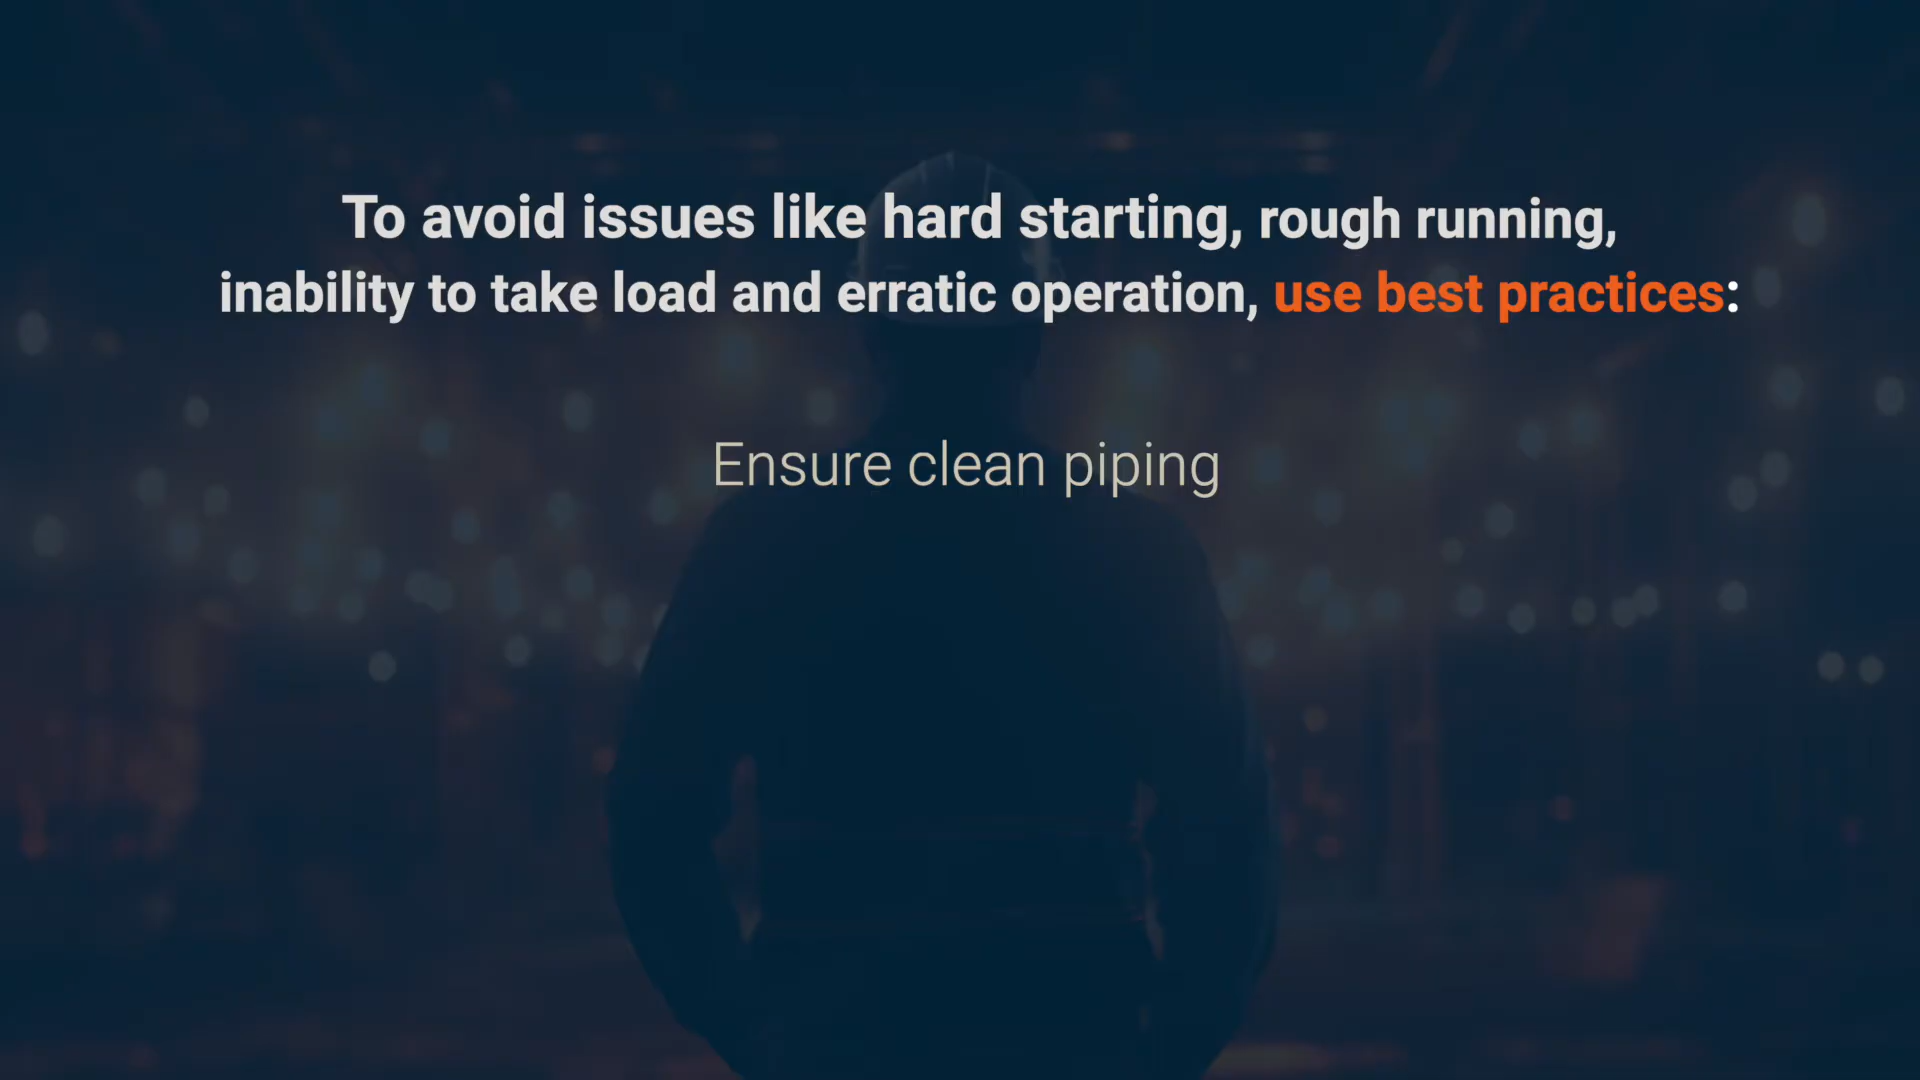 To avoid issues like hard starting, rough running,
inability to take load and erratic operation, use best practices:
Ensure clean piping